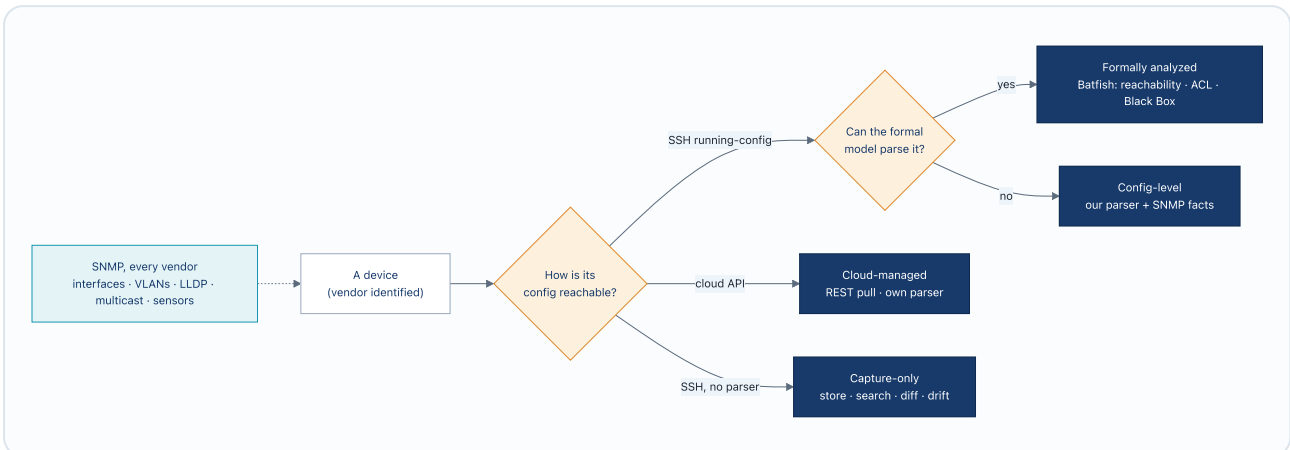 SNMP, every vendor
interfaces · VLANs · LLDP ·
multicast · sensors
A device
(vendor identified)
How is its
config reachable?
SSH running-config
cloud API
SSH, no parser
Can the formal
model parse it?
yes
no
Formally analyzed
Batfish: reachability · ACL ·
Black Box
Config-level
our parser + SNMP facts
Cloud-managed
REST pull · own parser
Capture-only
store · search · diff · drift